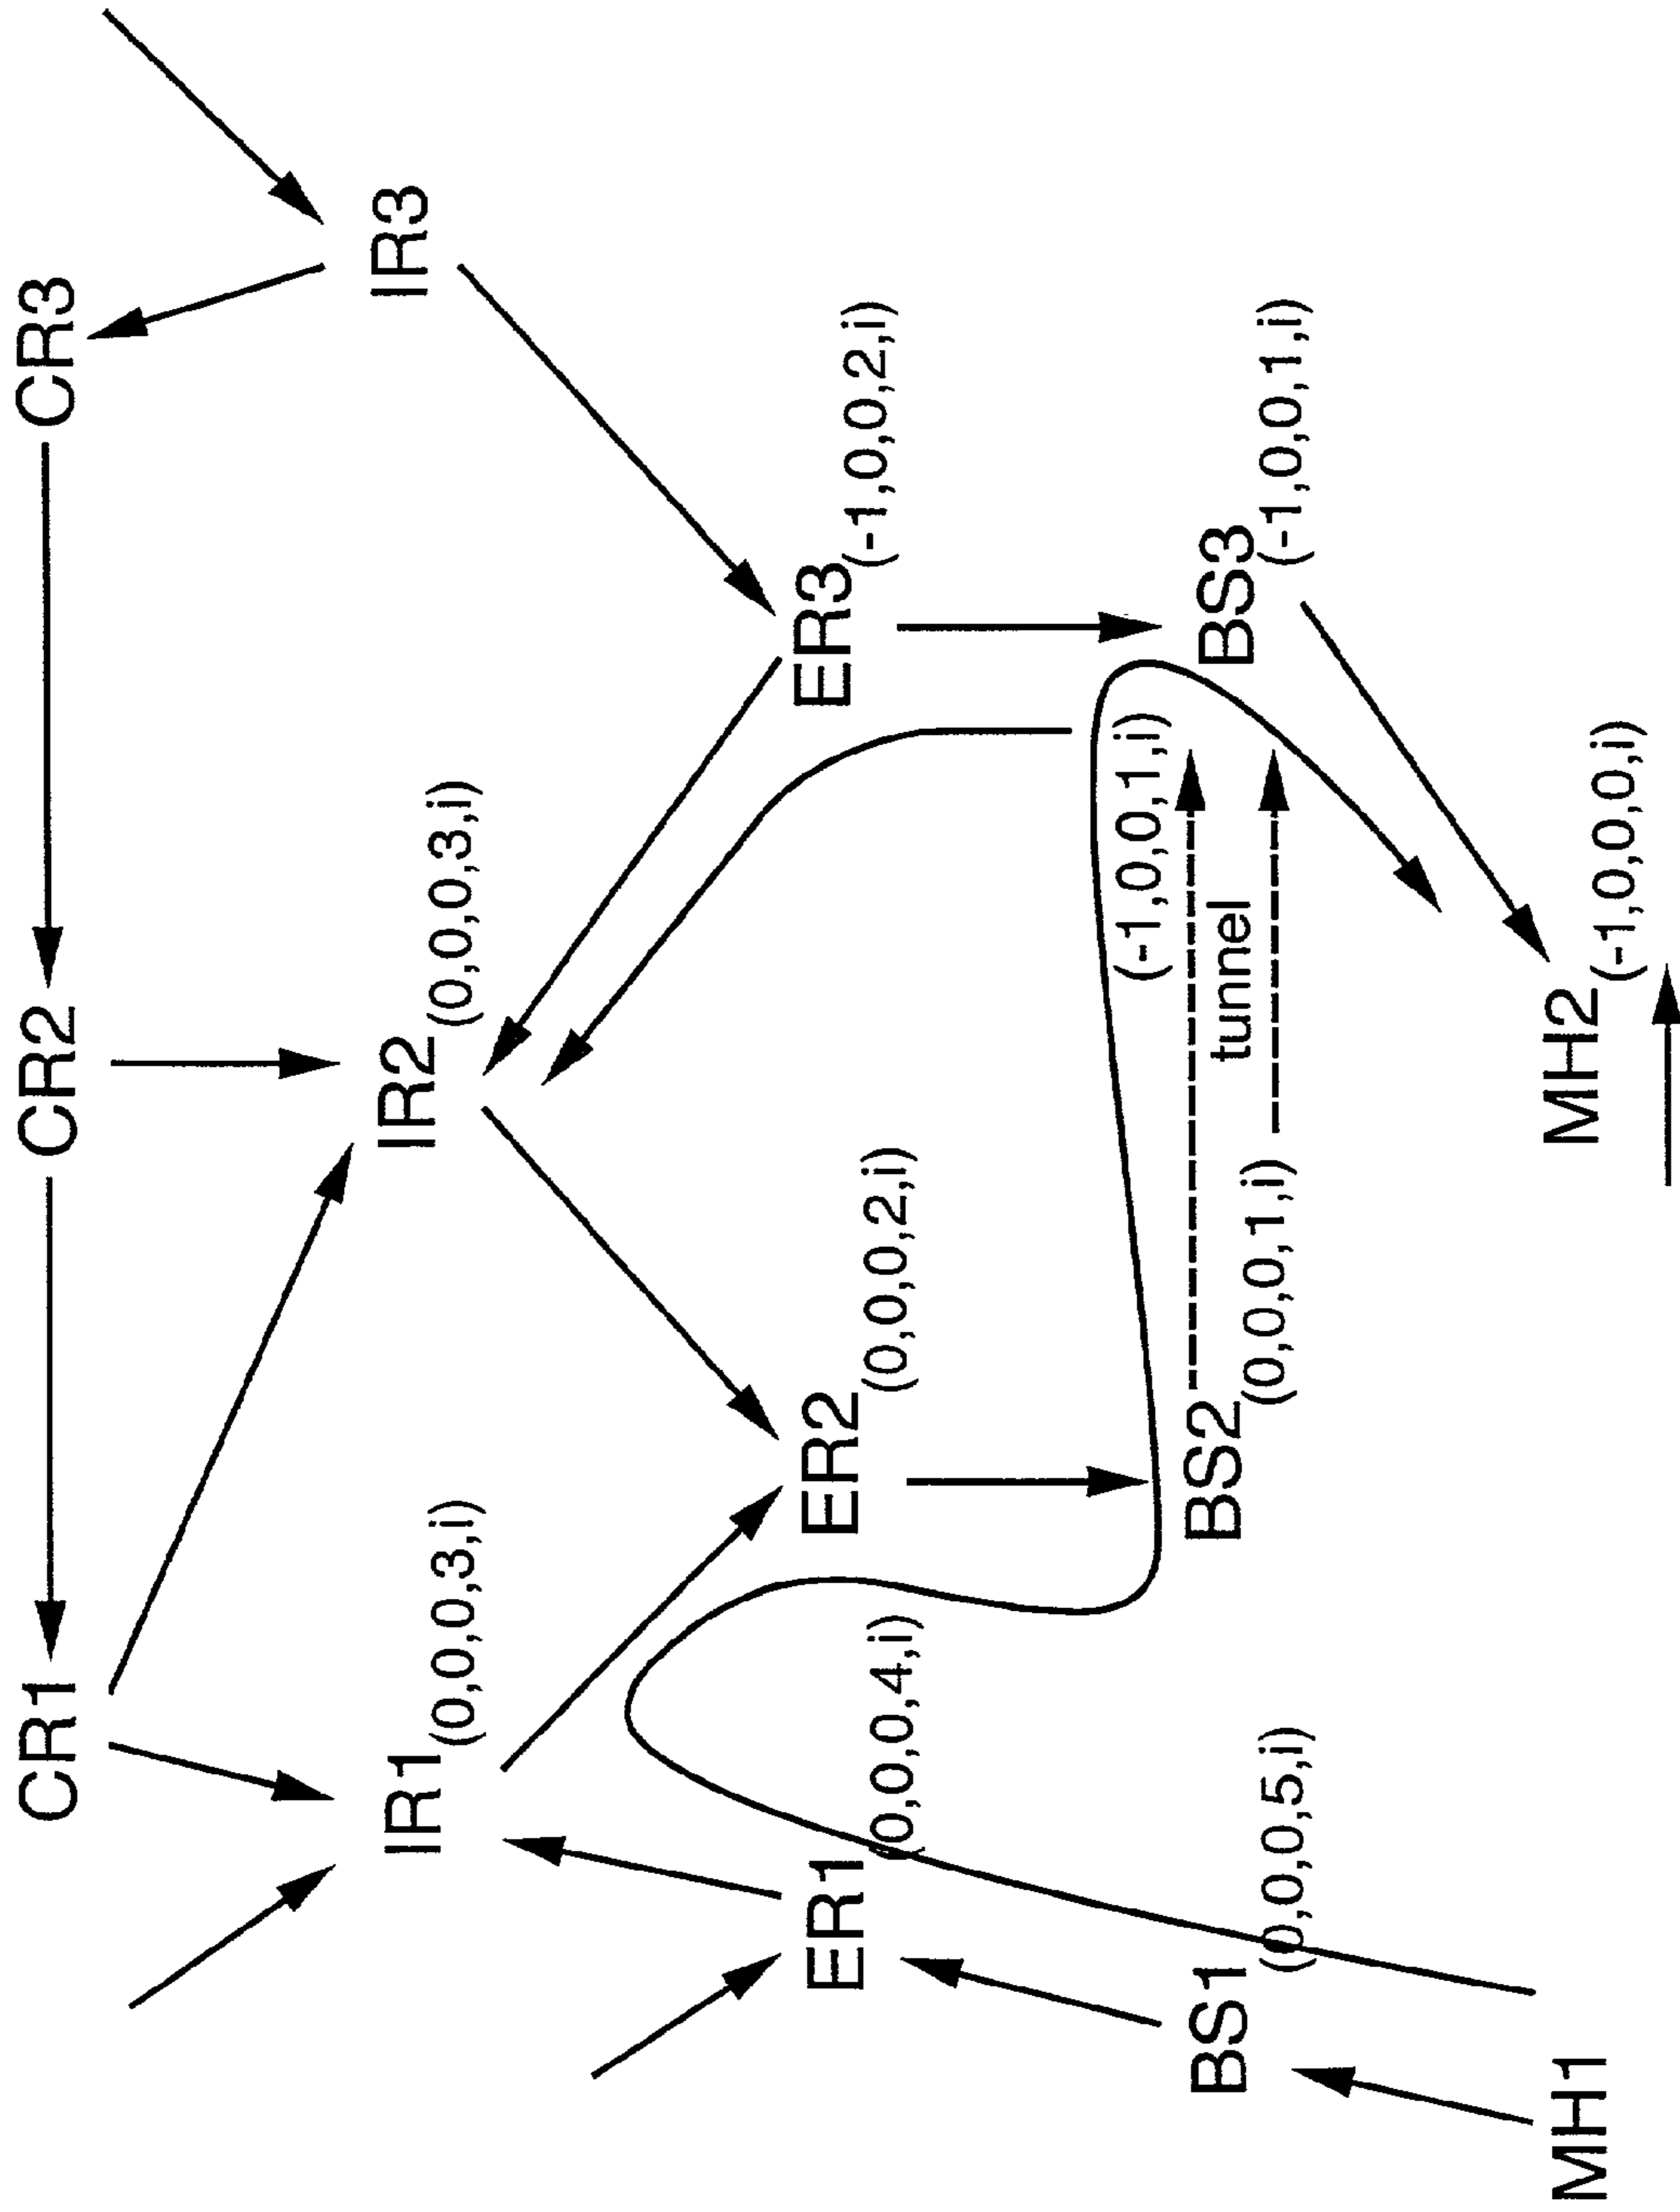 CR1
CR2
CR3
IR1
(0,0,0,3,i)
IR2
(0,0,0,3,i)
IR3
ER1
(0,0,0,4,i)
ER2
(0,0,0,2,i)
ER3
(-1,0,0,2,i)
(-1,0,0,1,i)
BS1
(0,0,0,5,i)
BS2
(0,0,0,1,i)
tunnel
BS3
(-1,0,0,1,i)
MH1
MH2
(-1,0,0,0,i)